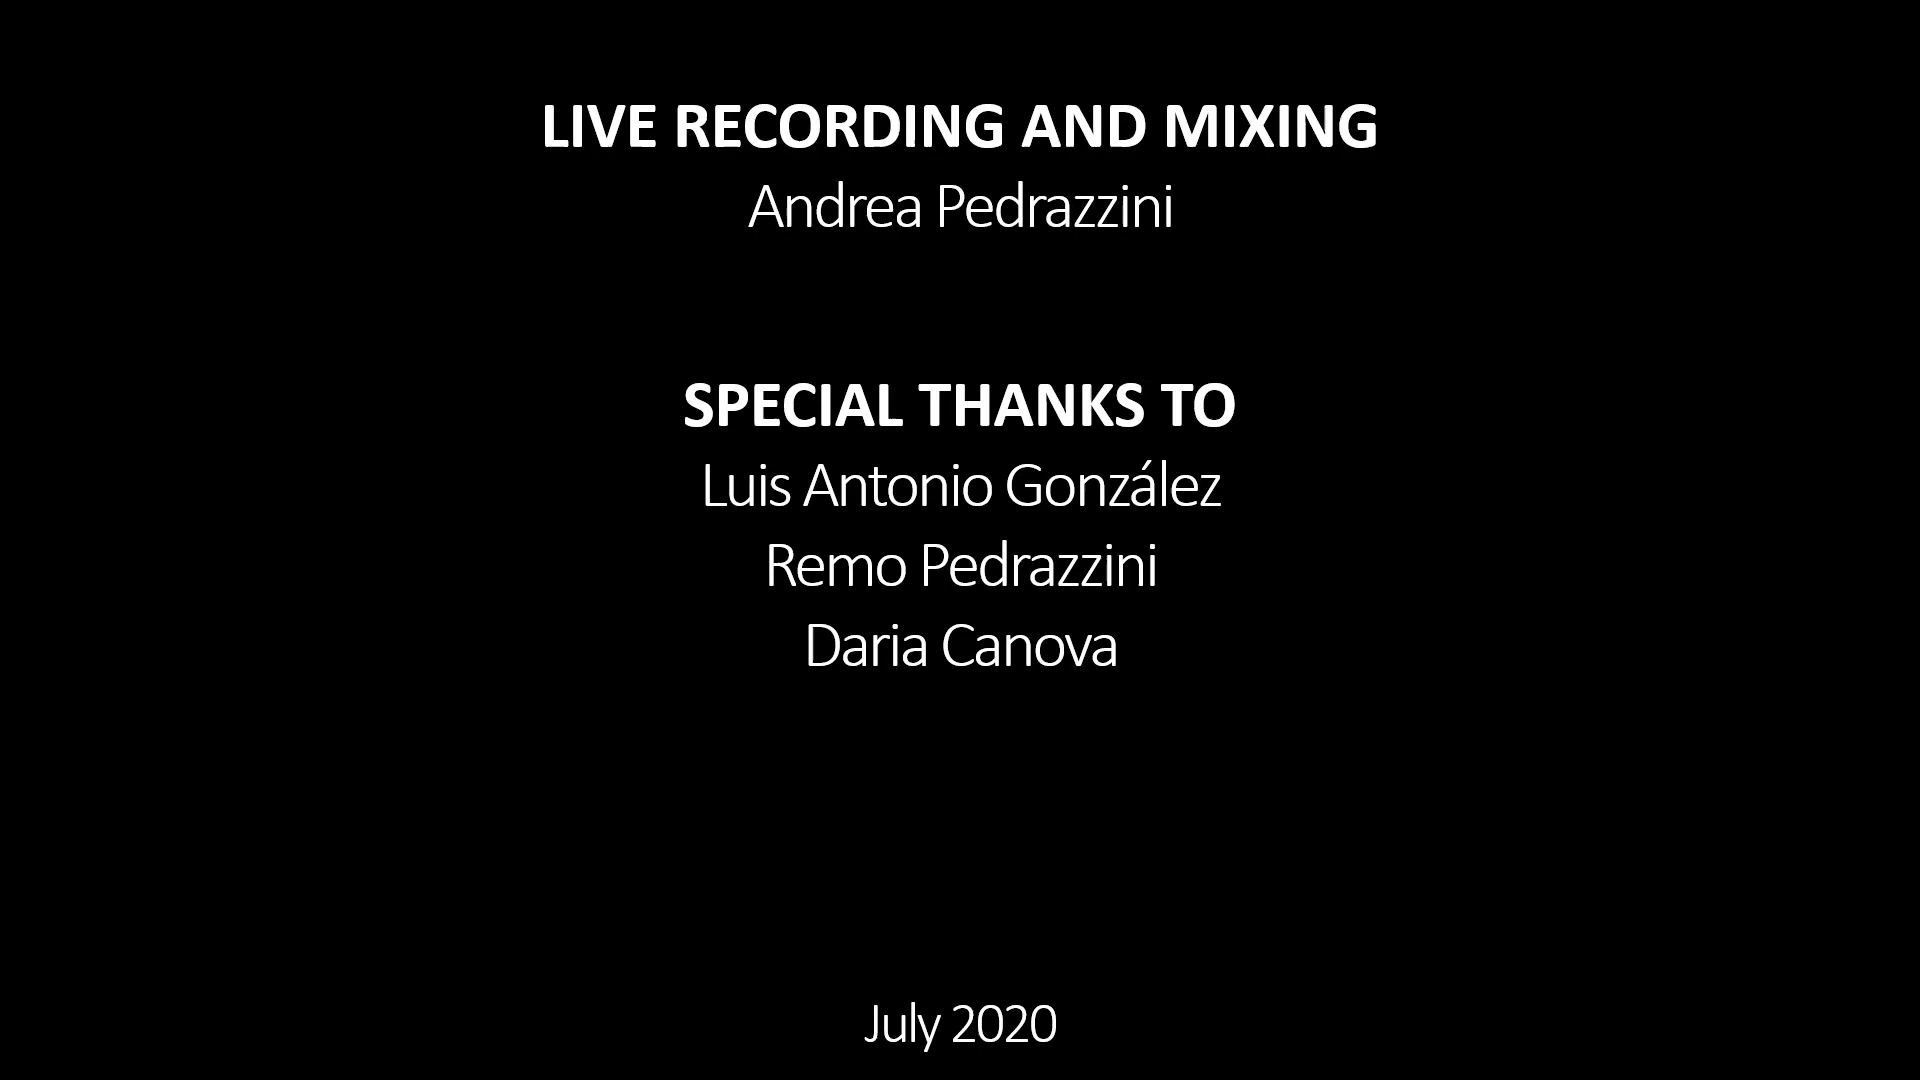 LIVE RECORDING AND MIXING
Andrea Pedrazzini
SPECIAL THANKS TO
Luis Antonio González
Remo Pedrazzini
Daria Canova
July 2020